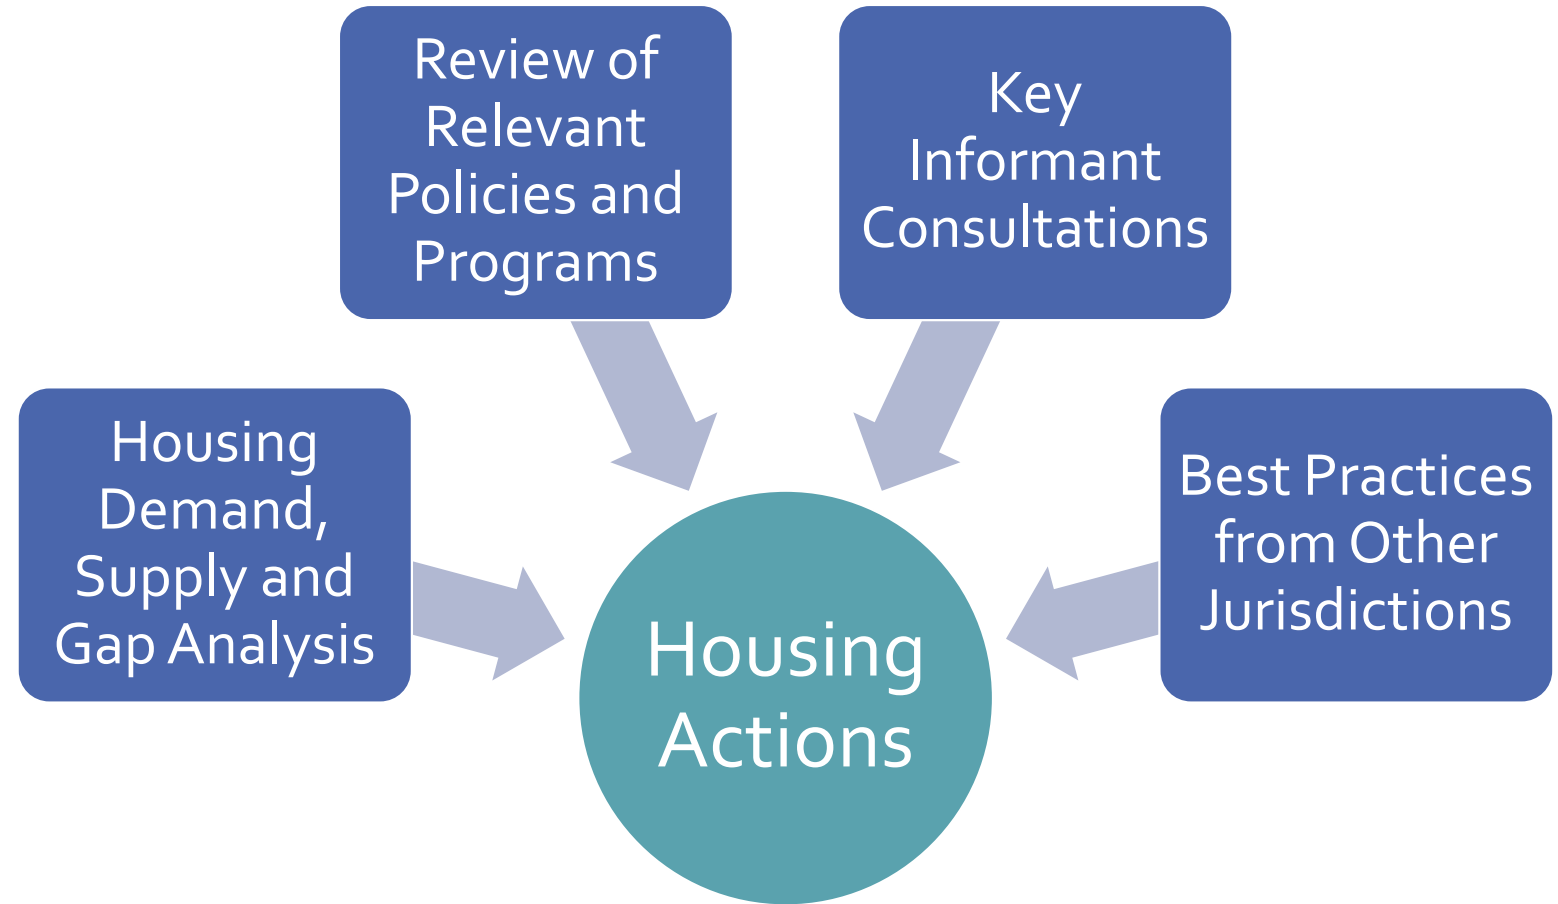 Review of
Relevant
Policies and
Programs
Key
Informant
Consultations
Housing
Demand,
Supply and
Gap Analysis
Best Practices
from Other
Jurisdictions
Housing
Actions